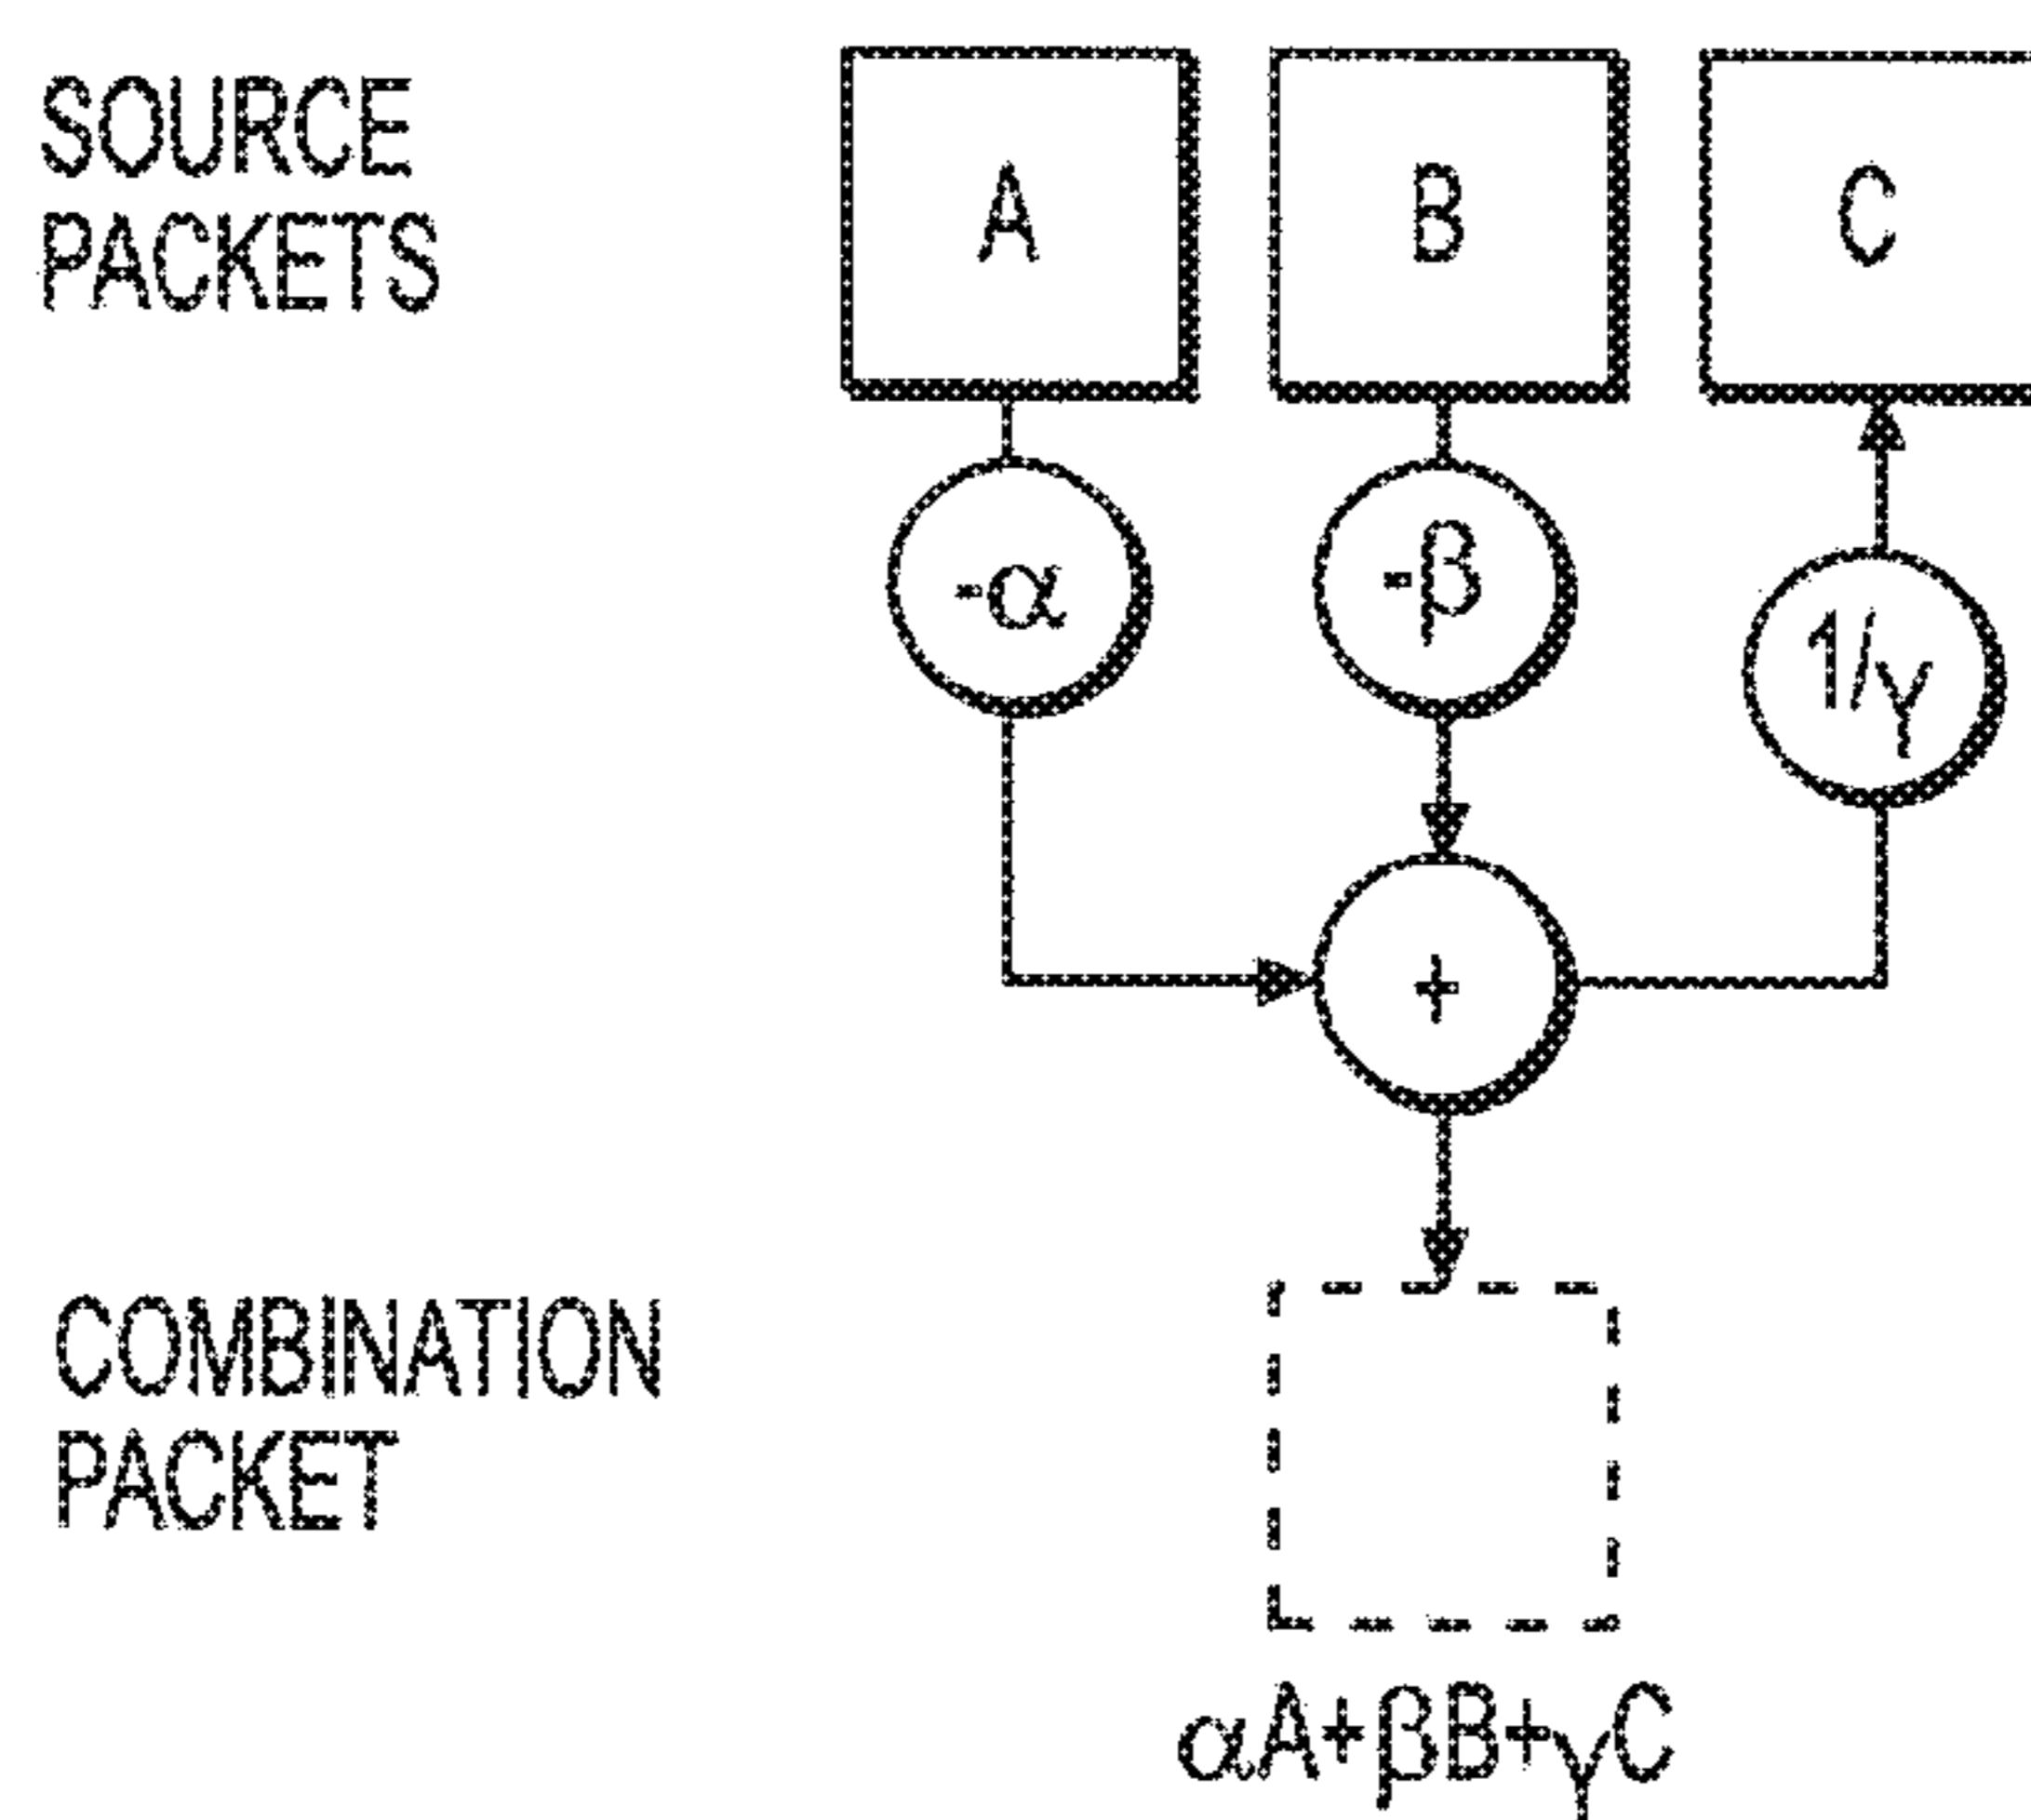 SOURCE
PACKETS
A
B
C
-α
-β
1/γ
+
COMBINATION
PACKET
αA+βB+γC